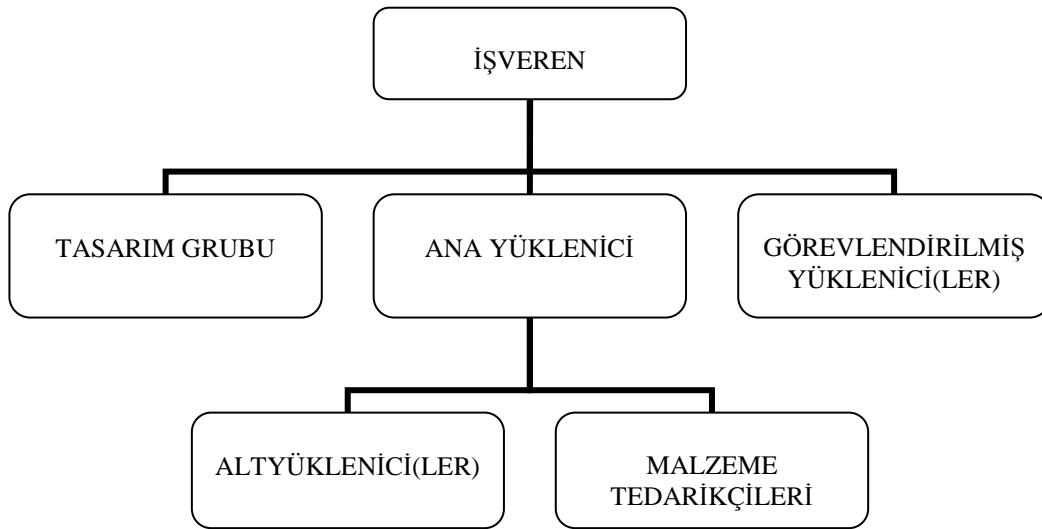 İŞVEREN
TASARIM GRUBU
ANA YÜKLENİCİ
GÖREVLENDİRİLMİŞ
YÜKLENİCİ(LER)
ALTYÜKLENİCİ(LER)
MALZEME
TEDARİKÇİLERİ